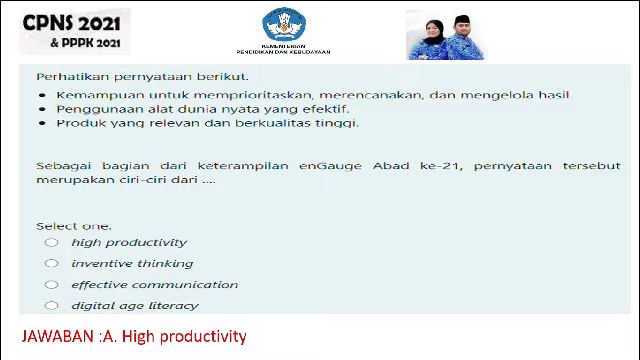 CPNS 2021
& PPPK 2021
KEMENTERIAN
PENDIDIKAN DAN KEBUDAYAAN
Perhatikan pernyataan berikut.
• Kemampuan untuk memprioritaskan, merencanakan, dan mengelola hasil.
• Penggunaan alat dunia nyata yang efektif.
• Produk yang relevan dan berkualitas tinggi.
Sebagai bagian dari keterampilan enGauge Abad ke-21, pernyataan tersebut
merupakan ciri-ciri dari ....
Select one.
high productivity
inventive thinking
effective communication
digital age literacy
JAWABAN :A. High productivity